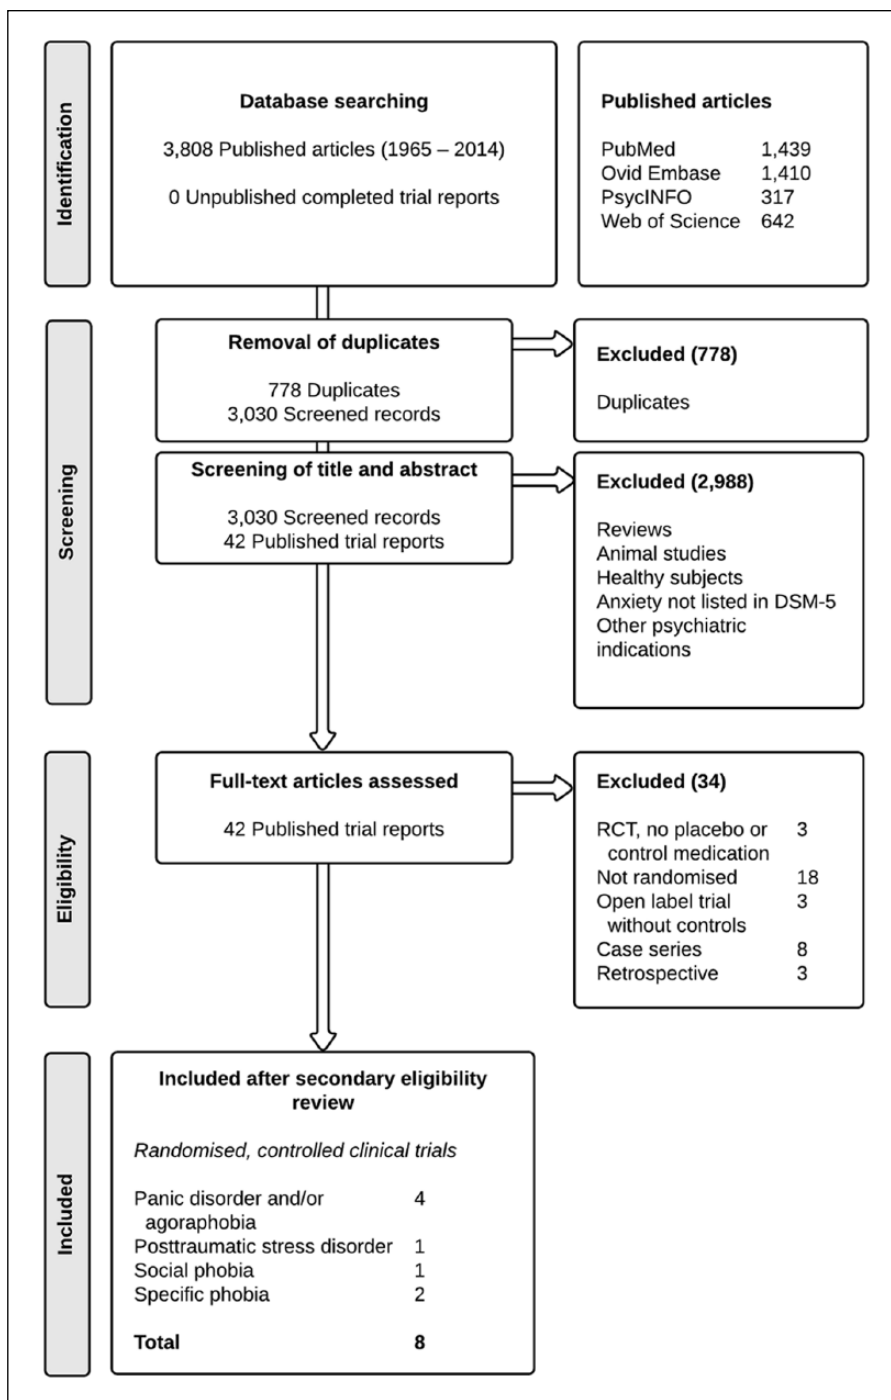 Identification
Database searching
3,808 Published articles (1965 – 2014)
0 Unpublished completed trial reports
Published articles
PubMed 1,439
Ovid Embase 1,410
PsycINFO 317
Web of Science 642
Screening
Removal of duplicates
778 Duplicates
3,030 Screened records
Excluded (778)
Duplicates
Screening of title and abstract
3,030 Screened records
42 Published trial reports
Excluded (2,988)
Reviews
Animal studies
Healthy subjects
Anxiety not listed in DSM-5
Other psychiatric
indications
Eligibility
Full-text articles assessed
42 Published trial reports
Excluded (34)
RCT, no placebo or 3
control medication
Not randomised 18
Open label trial 3
without controls
Case series 8
Retrospective 3
Included
Included after secondary eligibility
review
Randomised, controlled clinical trials
Panic disorder and/or 4
agoraphobia
Posttraumatic stress disorder 1
Social phobia 1
Specific phobia 2
Total 8